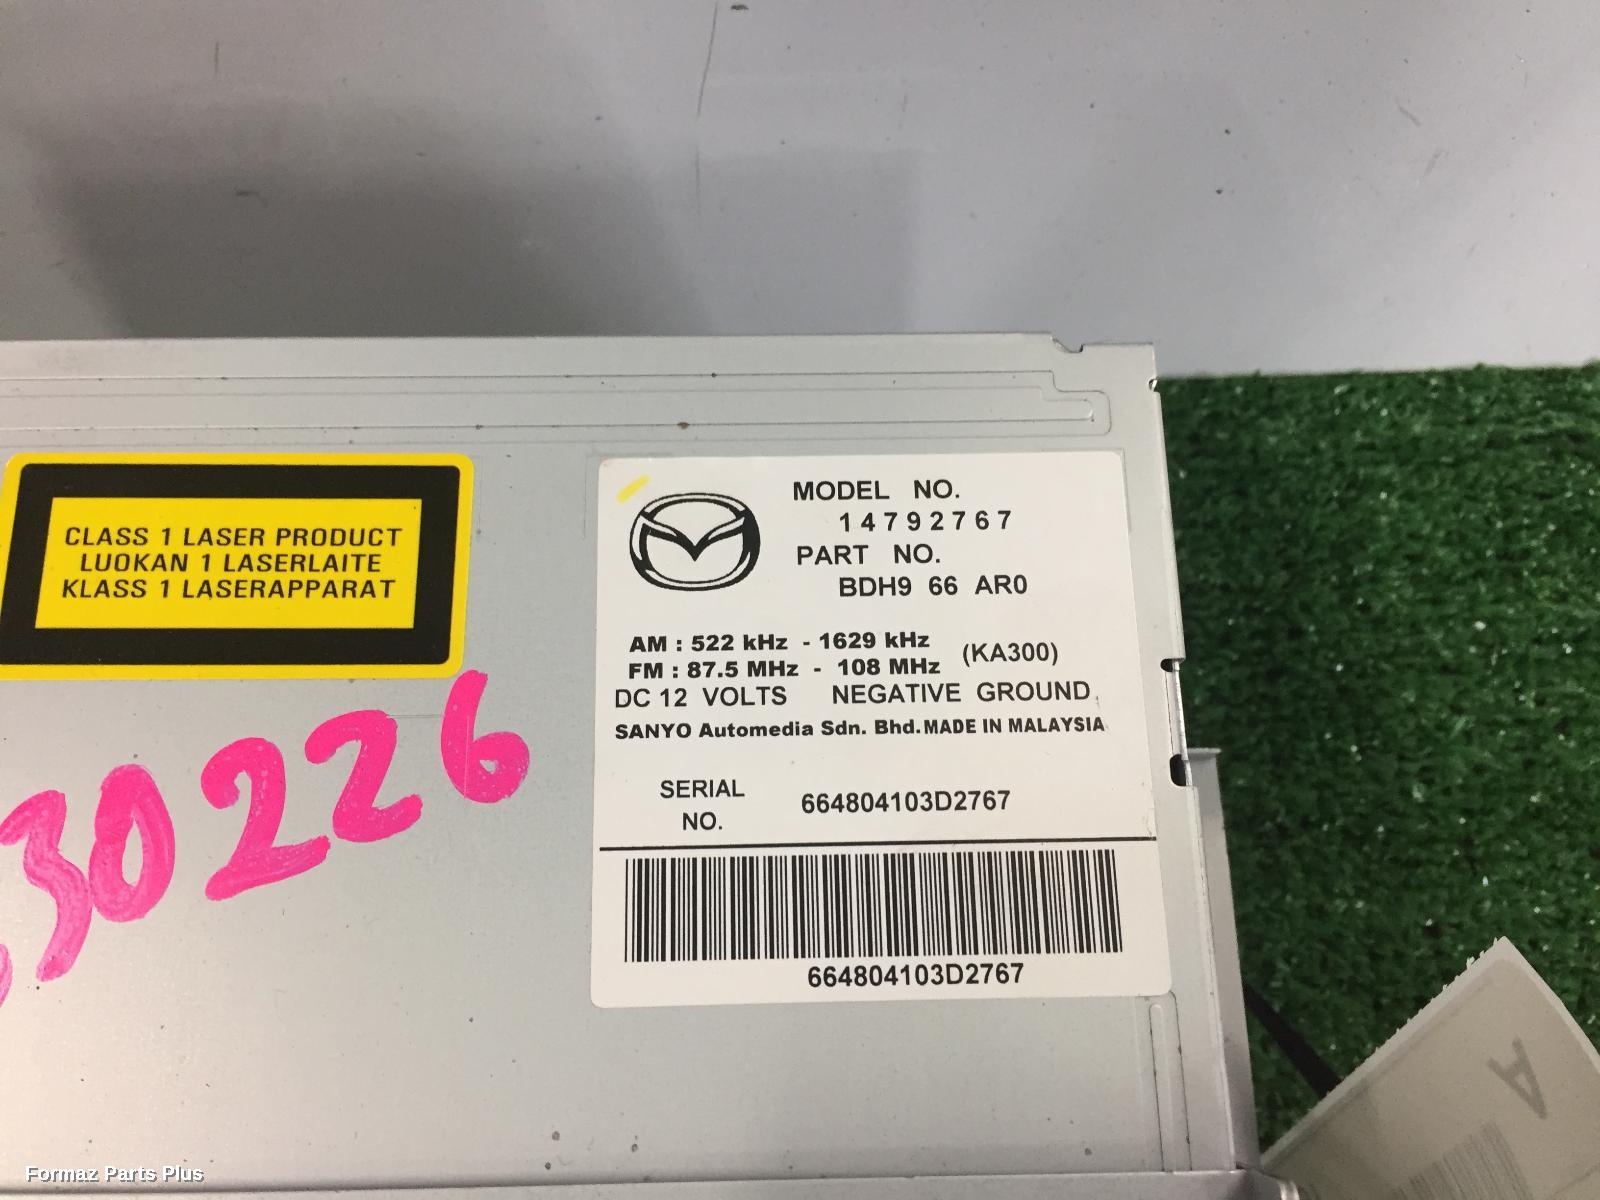 CLASS 1 LASER PRODUCT
LUOKAN 1 LASERLAITE
KLASS 1 LASERAPPARAT
MODEL NO.
14792767
PART NO.
BDH9 66 AR0
AM : 522 kHz - 1629 kHz
FM : 87.5 MHz - 108 MHz
(KA300)
DC 12 VOLTS NEGATIVE GROUND
SANYO Automedia Sdn. Bhd. MADE IN MALAYSIA
SERIAL
NO.
664804103D2767
664804103D2767
30226
A
Formaz Parts Plus